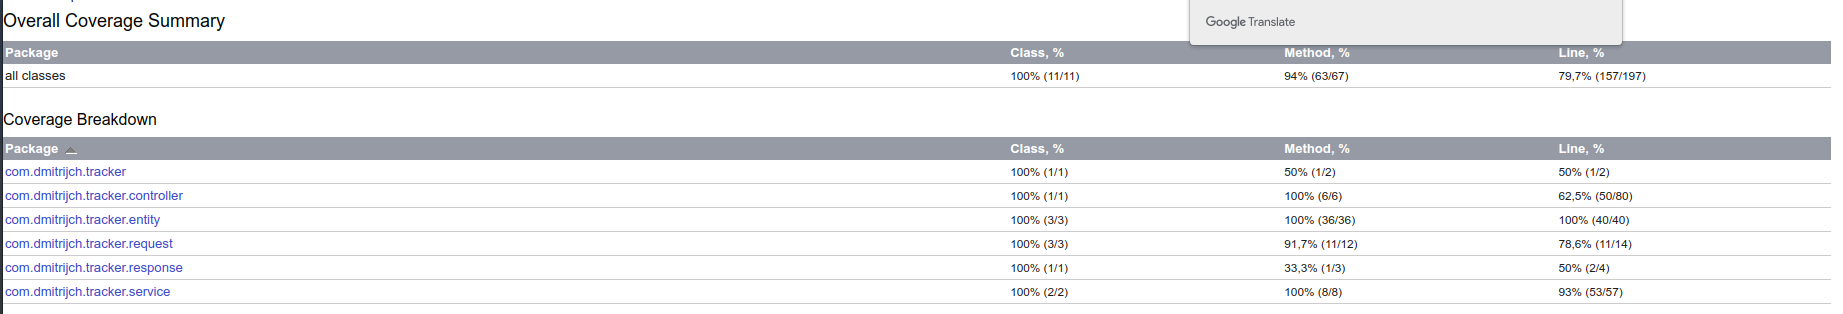 Overall Coverage Summary
Google Translate
Package Class, % Method, % Line, %
all classes 100% (11/11) 94% (63/67) 79,7% (157/197)
Coverage Breakdown
Package Class, % Method, % Line, %
com.dmitrijch.tracker 100% (1/1) 50% (1/2) 50% (1/2)
com.dmitrijch.tracker.controller 100% (1/1) 100% (6/6) 62,5% (50/80)
com.dmitrijch.tracker.entity 100% (3/3) 100% (36/36) 100% (40/40)
com.dmitrijch.tracker.request 100% (3/3) 91,7% (11/12) 78,6% (11/14)
com.dmitrijch.tracker.response 100% (1/1) 33,3% (1/3) 50% (2/4)
com.dmitrijch.tracker.service 100% (2/2) 100% (8/8) 93% (53/57)